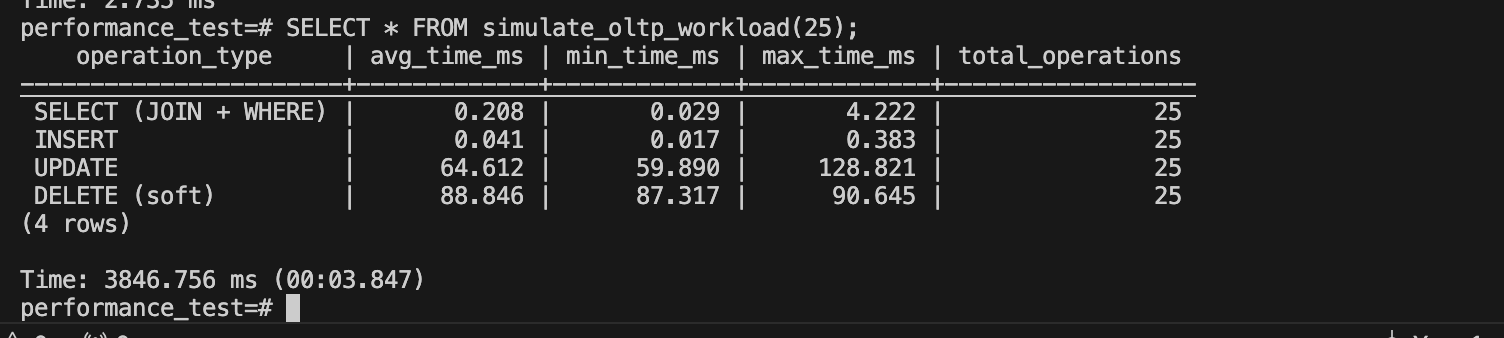 Time: 2.735 ms
performance_test=# SELECT * FROM simulate_oltp_workload(25);
    operation_type     | avg_time_ms | min_time_ms | max_time_ms | total_operations
-----------------------+-------------+-------------+-------------+------------------
 SELECT (JOIN + WHERE) |       0.208 |       0.029 |       4.222 |               25
 INSERT                |       0.041 |       0.017 |       0.383 |               25
 UPDATE                |      64.612 |      59.890 |     128.821 |               25
 DELETE (soft)         |      88.846 |      87.317 |      90.645 |               25
(4 rows)

Time: 3846.756 ms (00:03.847)
performance_test=#